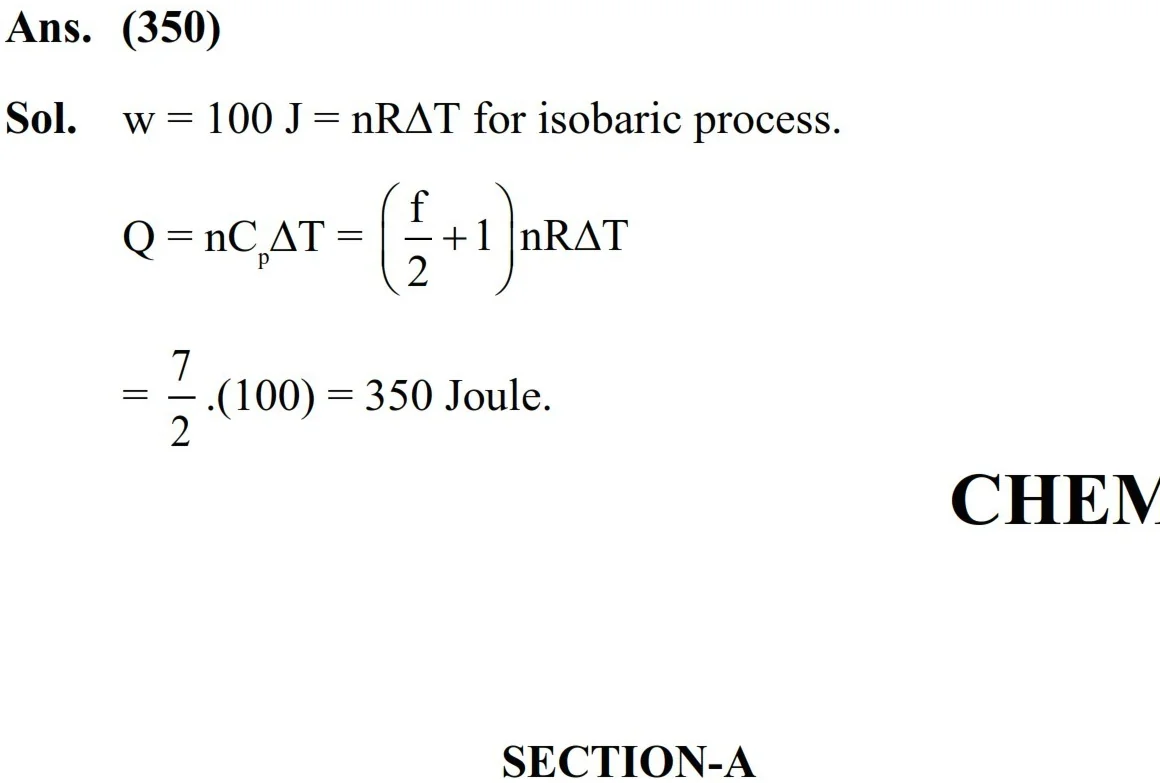 Ans. (350)
Sol. w = 100 J = nRΔT for isobaric process.
Q = nC_pΔT = (f/2 + 1) nRΔT
= 7/2 .(100) = 350 Joule.
CHEM
SECTION-A